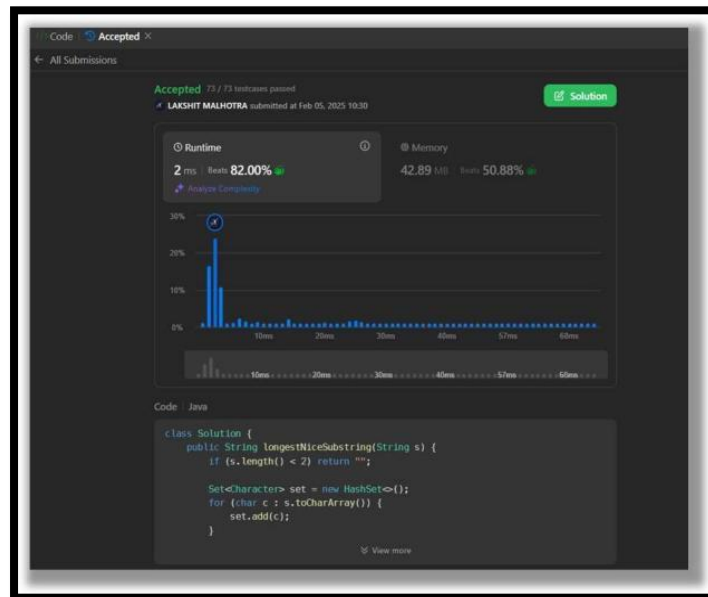 </> Code
Accepted ×
← All Submissions
Accepted 73 / 73 testcases passed
LAKSHIT MALHOTRA submitted at Feb 05, 2025 10:30
Solution
Runtime
2 ms | Beats 82.00%
Analyze Complexity
Memory
42.89 MB | Beats 50.88%
30%
20%
10%
0%
10ms 20ms 30ms 40ms 57ms 68ms
10ms 20ms 30ms 40ms 57ms 68ms
Code | Java
class Solution {
    public String longestNiceSubstring(String s) {
        if (s.length() < 2) return "";
        Set<Character> set = new HashSet<>();
        for (char c : s.toCharArray()) {
            set.add(c);
        }
View more